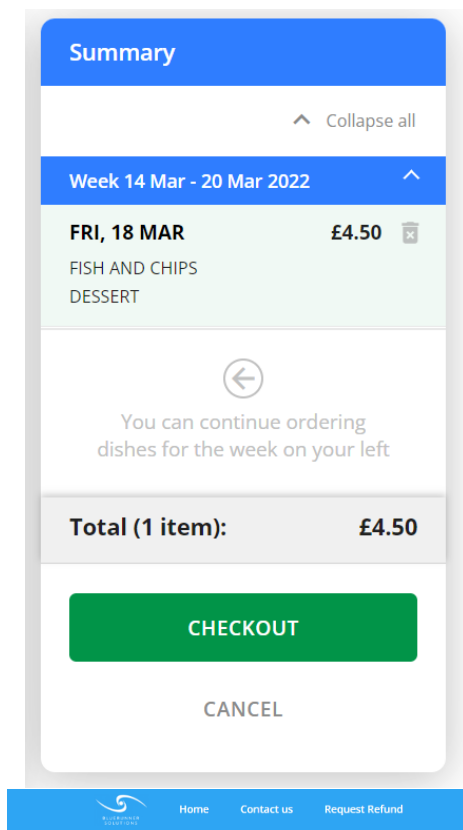 Summary
Collapse all
Week 14 Mar - 20 Mar 2022
FRI, 18 MAR £4.50
FISH AND CHIPS
DESSERT
You can continue ordering
dishes for the week on your left
Total (1 item): £4.50
CHECKOUT
CANCEL
BLUERUNNER
SOLUTIONS
Home Contact us Request Refund